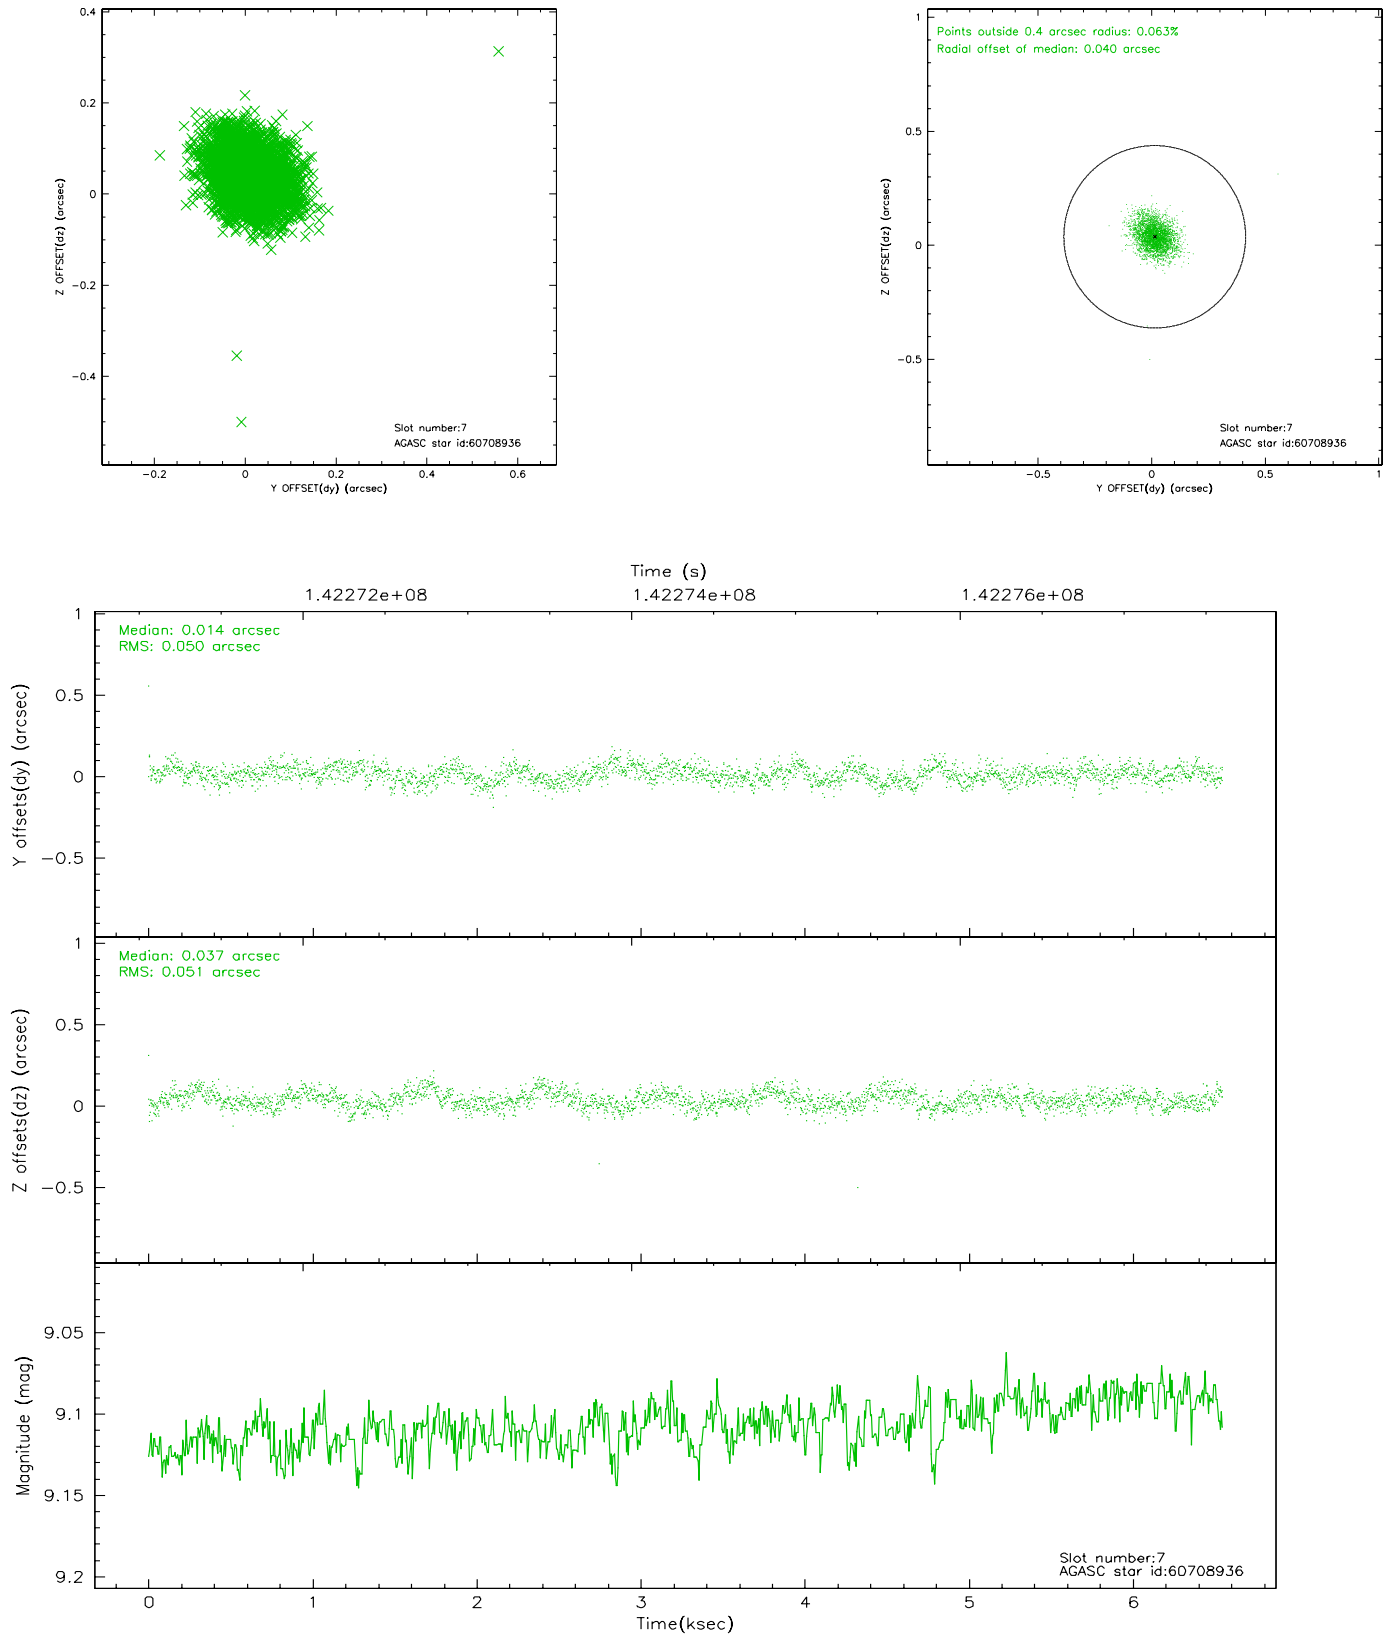 0.4
0.2
0
-0.2
-0.4
Z OFFSET(dz) (arcsec)
Slot number:7
AGASC star id:60708936
-0.2 0 0.2 0.4 0.6
Y OFFSET(dy) (arcsec)
Points outside 0.4 arcsec radius: 0.063%
Radial offset of median: 0.040 arcsec
1
0.5
0
-0.5
Z OFFSET(dz) (arcsec)
Slot number:7
AGASC star id:60708936
-0.5 0 0.5 1
Y OFFSET(dy) (arcsec)
Time (s)
1.42272e+08 1.42274e+08 1.42276e+08
Median: 0.014 arcsec
RMS: 0.050 arcsec
1
0.5
0
-0.5
Y offsets(dy) (arcsec)
Median: 0.037 arcsec
RMS: 0.051 arcsec
1
0.5
0
-0.5
Z offsets(dz) (arcsec)
9.05
9.1
9.15
9.2
Magnitude (mag)
Slot number:7
AGASC star id:60708936
0 1 2 3 4 5 6
Time(ksec)